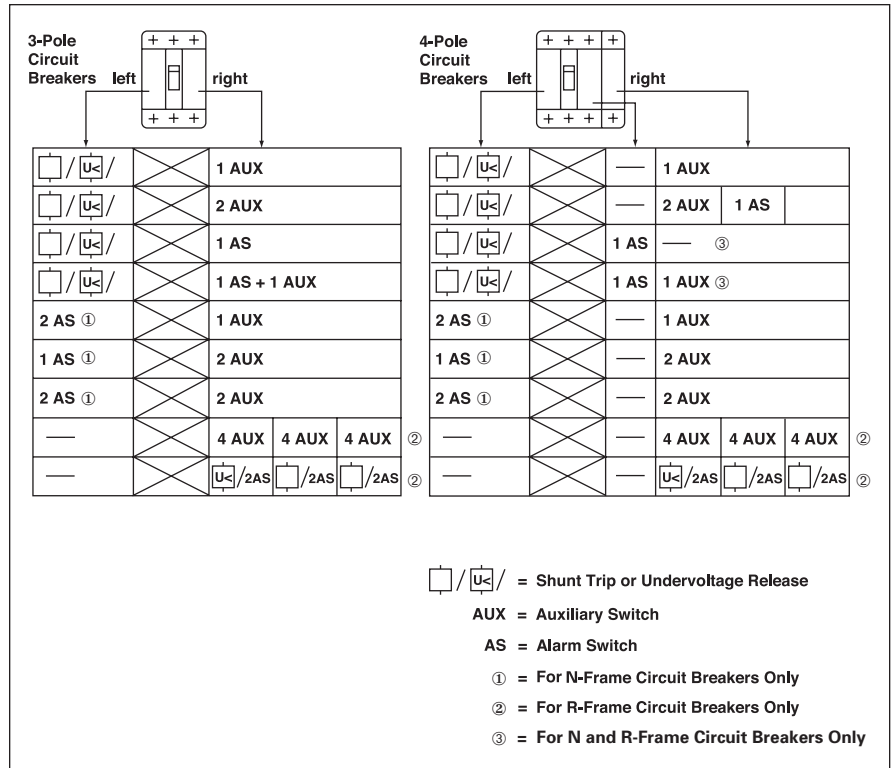 3-Pole
Circuit
Breakers left right
4-Pole
Circuit
Breakers left right
+ + +
+ + +
+ + + +
+ + + +
/ U< / 1 AUX
/ U< / 2 AUX
/ U< / 1 AS
/ U< / 1 AS + 1 AUX
2 AS ① 1 AUX
1 AS ① 2 AUX
2 AS ① 2 AUX
— 4 AUX 4 AUX 4 AUX ②
— U< /2AS /2AS /2AS ②
/ U< / — 1 AUX
/ U< / — 2 AUX 1 AS
/ U< / 1 AS — ③
/ U< / 1 AS 1 AUX ③
2 AS ① — 1 AUX
1 AS ① — 2 AUX
2 AS ① — 2 AUX
— — 4 AUX 4 AUX 4 AUX ②
— — U< /2AS /2AS /2AS ②
/ U< / = Shunt Trip or Undervoltage Release
AUX = Auxiliary Switch
AS = Alarm Switch
① = For N-Frame Circuit Breakers Only
② = For R-Frame Circuit Breakers Only
③ = For N and R-Frame Circuit Breakers Only